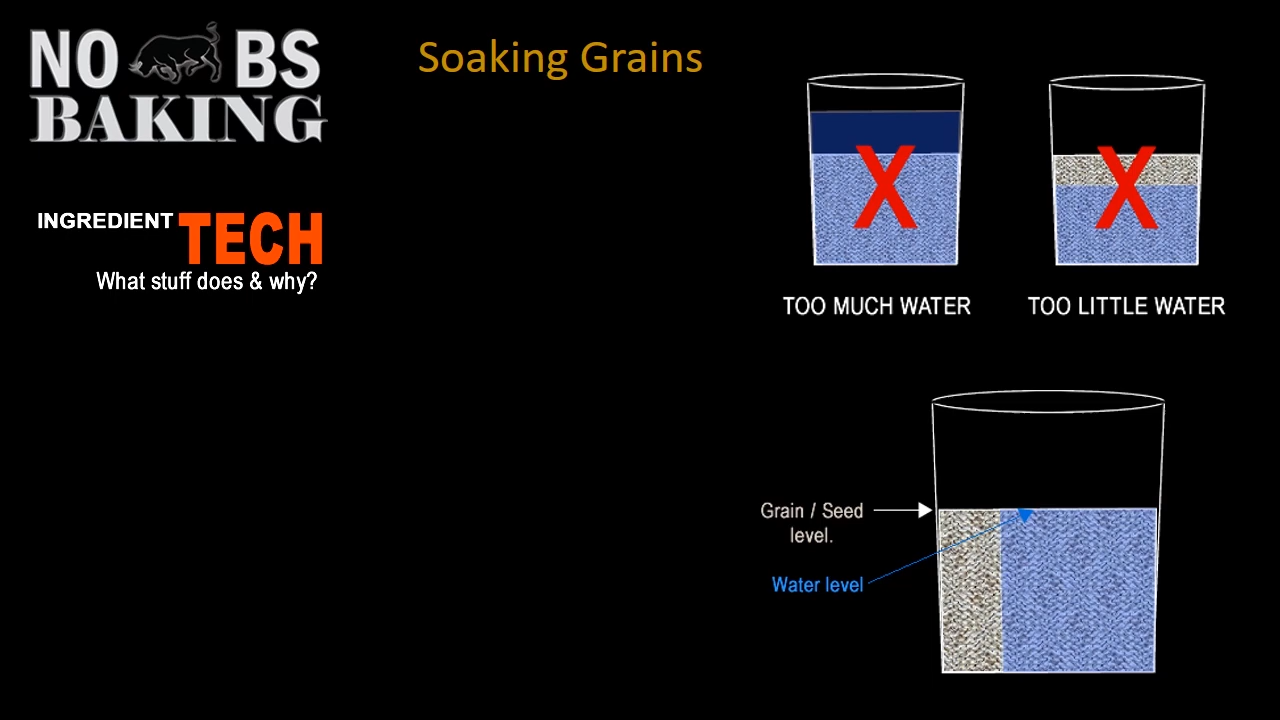 NO BS
BAKING
Soaking Grains
INGREDIENT TECH
What stuff does & why?
X
X
TOO MUCH WATER
TOO LITTLE WATER
Grain / Seed
level.
Water level